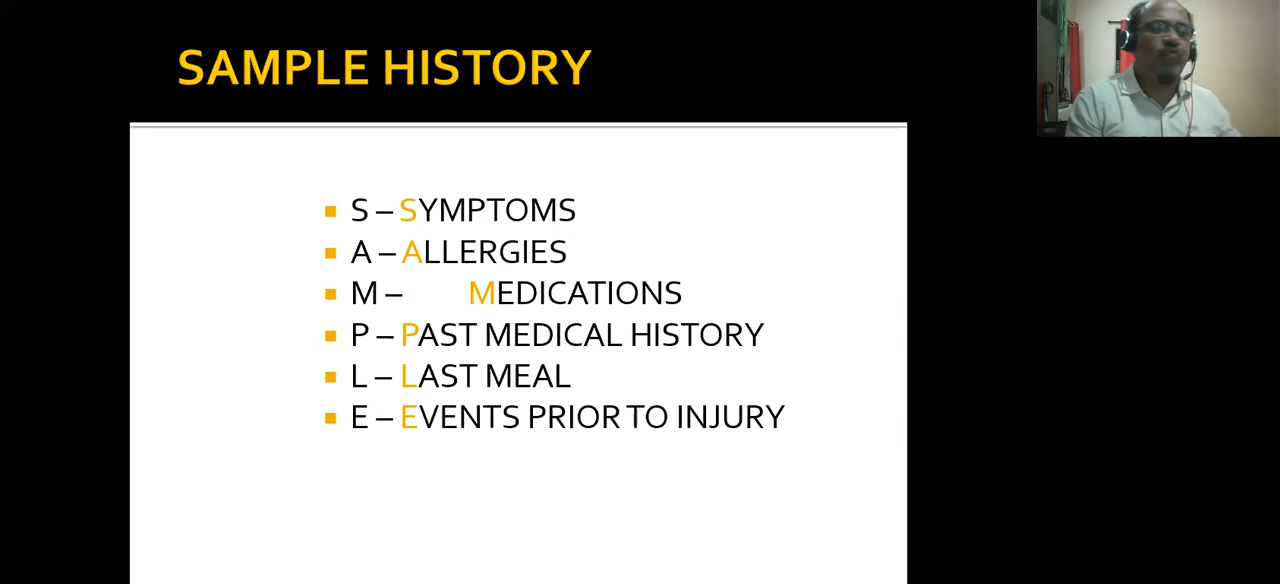 SAMPLE HISTORY
S – SYMPTOMS
A – ALLERGIES
M – MEDICATIONS
P – PAST MEDICAL HISTORY
L – LAST MEAL
E – EVENTS PRIOR TO INJURY